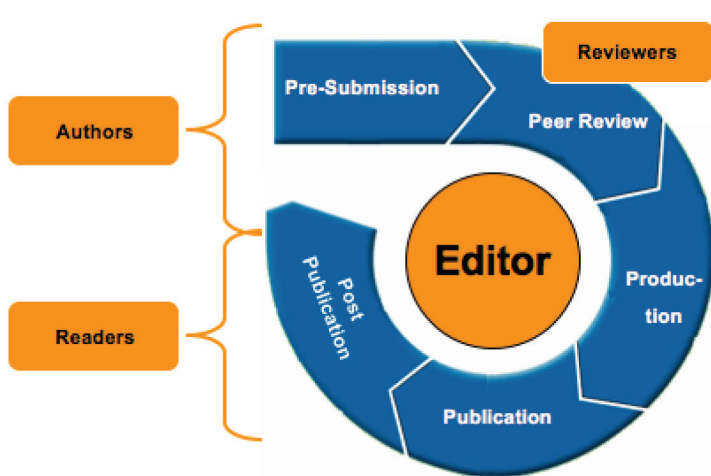 Reviewers
Pre-Submission
Peer Review
Authors
Editor
Post
Publication
Produc-
tion
Readers
Publication